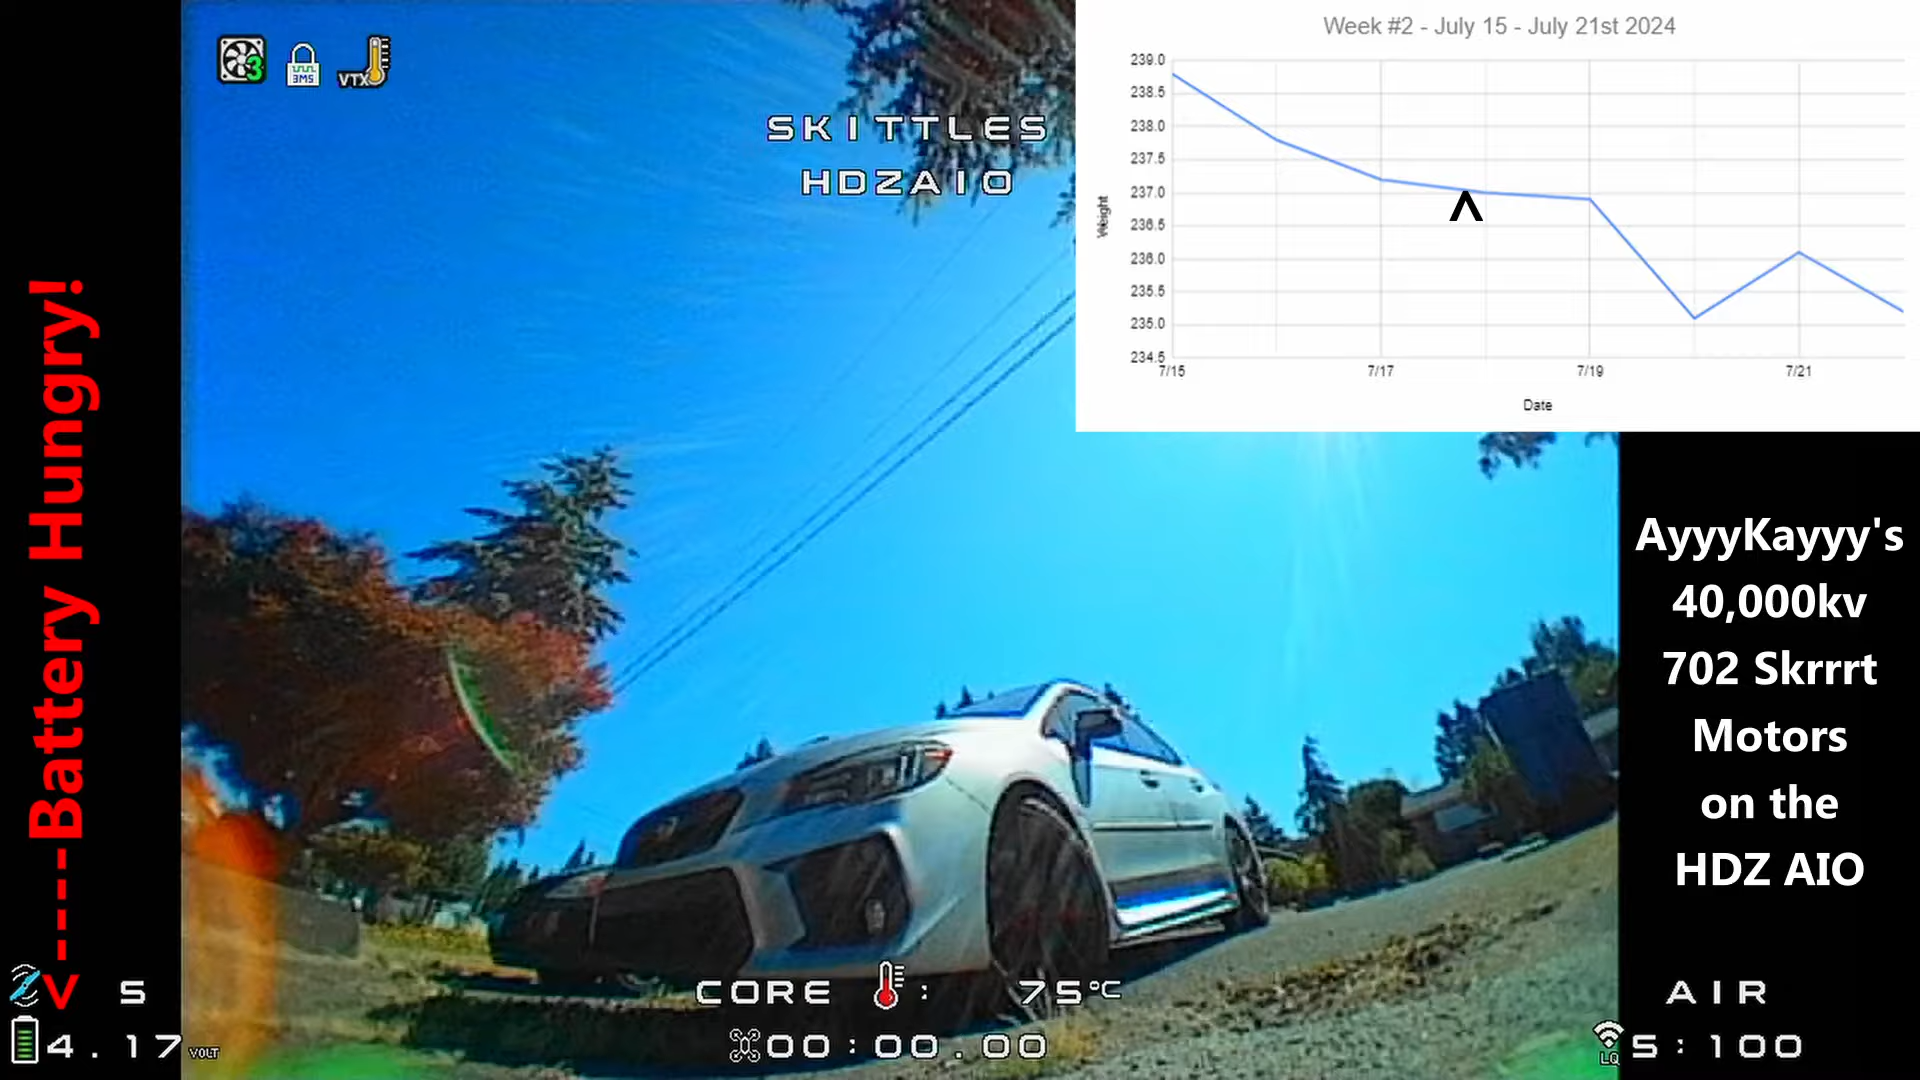 3
3MS
VTX
SKITTLES
HDZAIO
Week #2 - July 15 - July 21st 2024
239.0
238.5
238.0
237.5
237.0
236.5
236.0
235.5
235.0
234.5
Weight
^
7/15
7/17
7/19
7/21
Date
<----Battery Hungry!
AyyyKayyy's
40,000kv
702 Skrrrt
Motors
on the
HDZ AIO
5
CORE : 75°C
AIR
4.17 VOLT
00:00.00
LQ 5:100